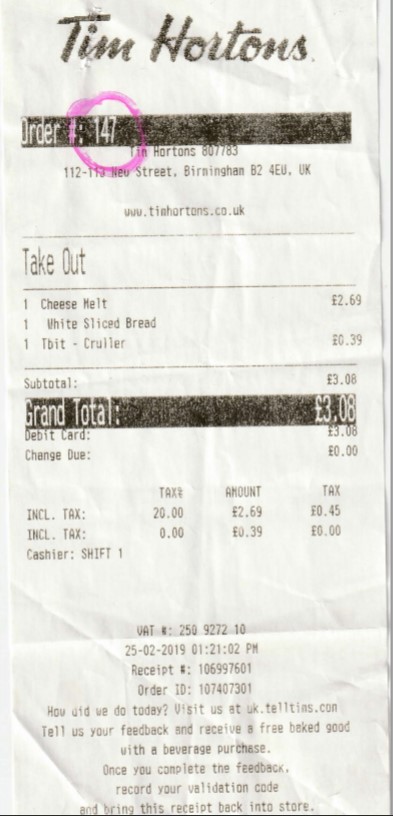 Tim Hortons.
Order #: 147
Tim Hortons 807783
112-113 New Street, Birmingham B2 4EU, UK
www.timhortons.co.uk
Take Out
1 Cheese Melt £2.69
1 White Sliced Bread
1 Tbit - Cruller £0.39
Subtotal: £3.08
Grand Total: £3.08
Debit Card: £3.08
Change Due: £0.00
TAX% AMOUNT TAX
INCL. TAX: 20.00 £2.69 £0.45
INCL. TAX: 0.00 £0.39 £0.00
Cashier: SHIFT 1
VAT #: 250 9272 10
25-02-2019 01:21:02 PM
Receipt #: 106997601
Order ID: 107407301
How did we do today? Visit us at uk.telltims.com
Tell us your feedback and receive a free baked good
with a beverage purchase.
Once you complete the feedback,
record your validation code
and bring this receipt back into store.